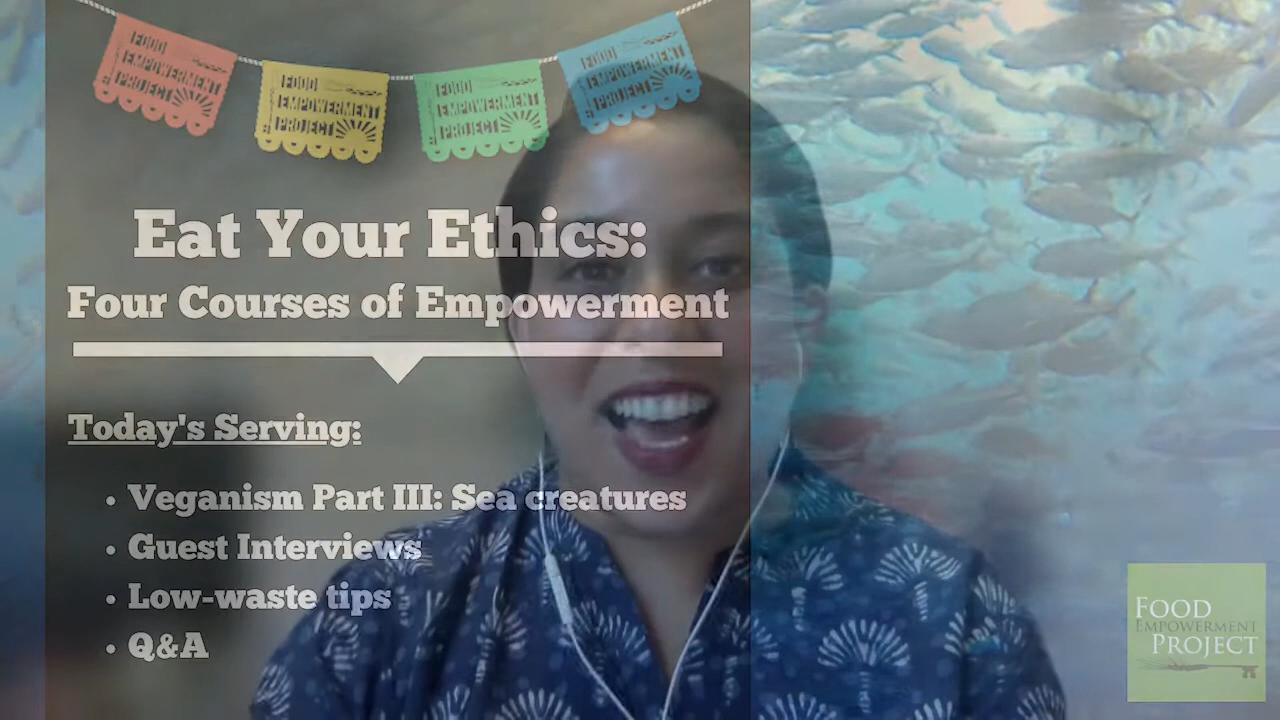 FOOD
EMPOWERMENT
PROJECT
FOOD
EMPOWERMENT
PROJECT
FOOD
EMPOWERMENT
PROJECT
FOOD
EMPOWERMENT
PROJECT
Eat Your Ethics:
Four Courses of Empowerment
Today's Serving:
• Veganism Part III: Sea creatures
• Guest Interviews
• Low-waste tips
• Q&A
FOOD
EMPOWERMENT
PROJECT